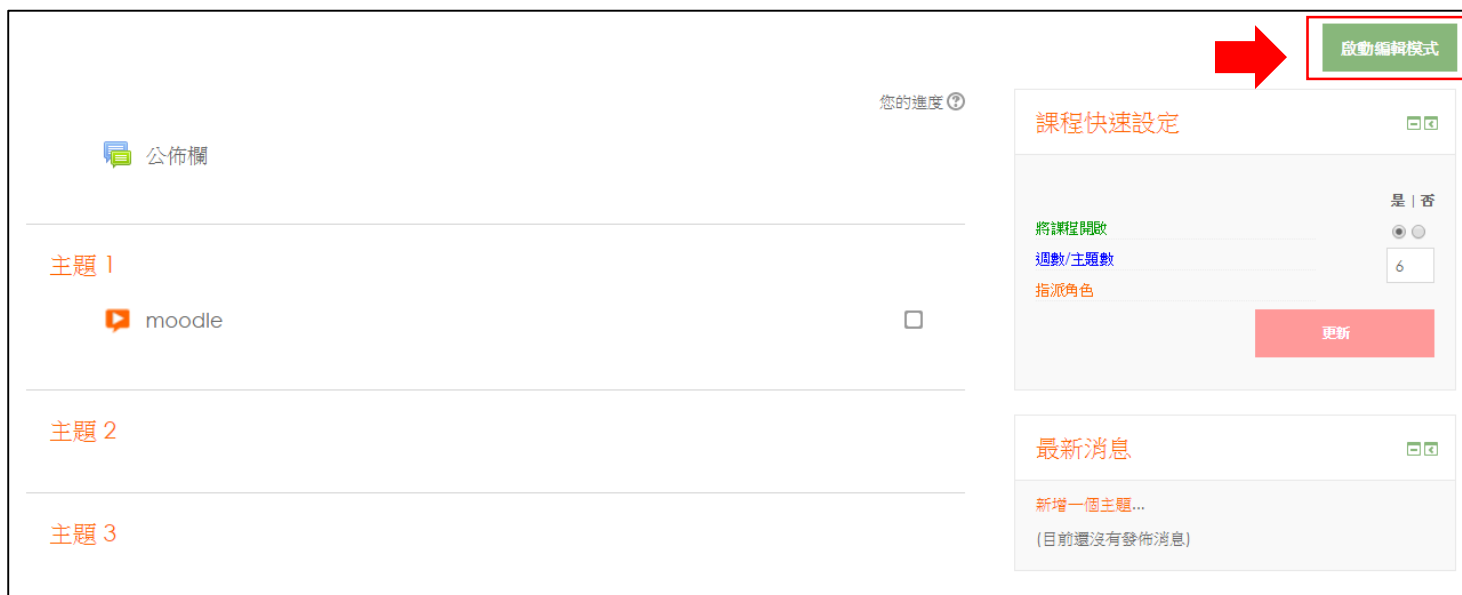 啟動編輯模式
您的進度
公佈欄
主題 1
moodle
主題 2
主題 3
課程快速設定
是 | 否
將課程開啟
週數/主題數
6
指派角色
更新
最新消息
新增一個主題...
(目前還沒有發佈消息)